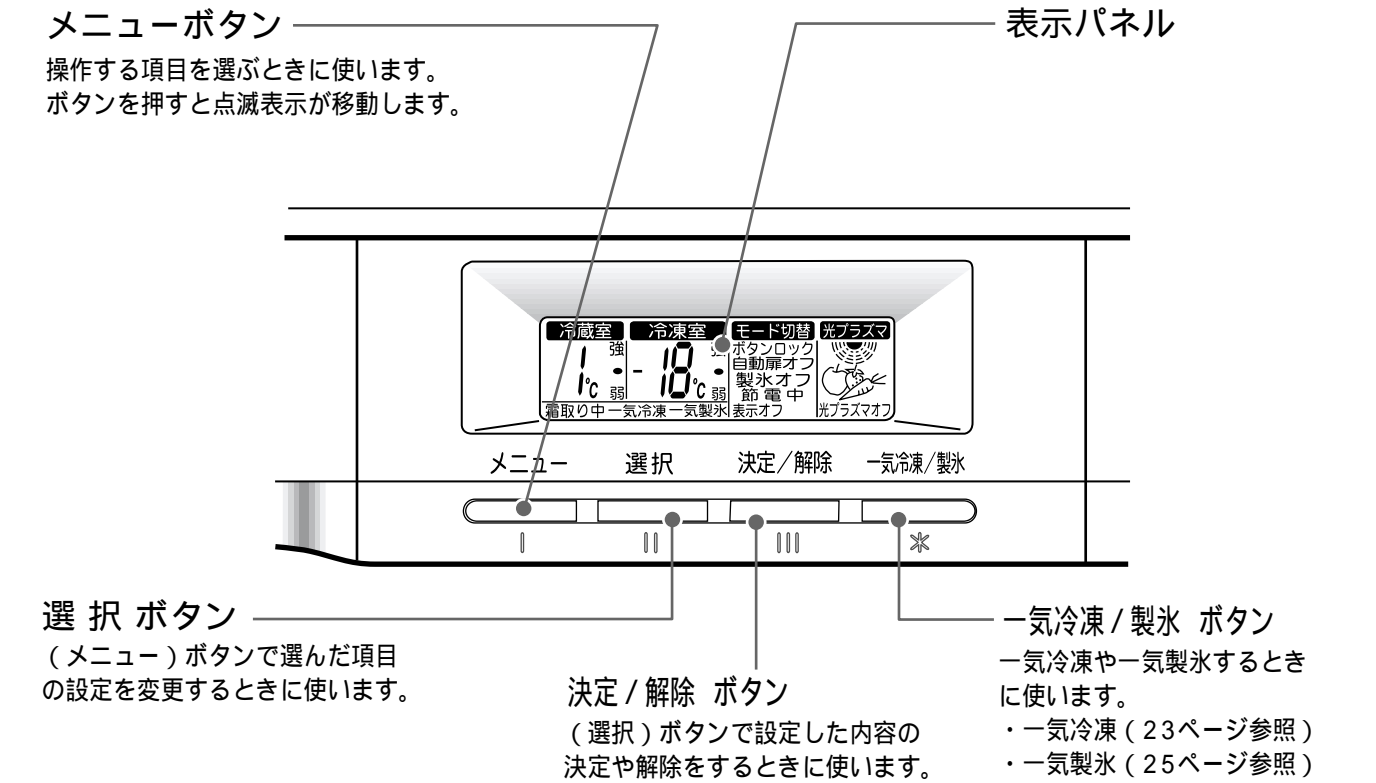 メニューボタン
操作する項目を選ぶときに使います。
ボタンを押すと点滅表示が移動します。
表示パネル
冷蔵室 冷凍室 モード切替 光プラズマ
強
1℃
弱
-18℃
弱
ボタンロック
自動扉オフ
製氷オフ
節電中
霜取り中 一気冷凍 一気製氷 表示オフ 光プラズマオフ
メニュー 選択 決定/解除 一気冷凍/製氷
選択 ボタン
(メニュー)ボタンで選んだ項目
の設定を変更するときに使います。
決定/解除 ボタン
(選択)ボタンで設定した内容の
決定や解除をするときに使います。
一気冷凍/製氷 ボタン
一気冷凍や一気製氷するとき
に使います。
・一気冷凍(23ページ参照)
・一気製氷(25ページ参照)